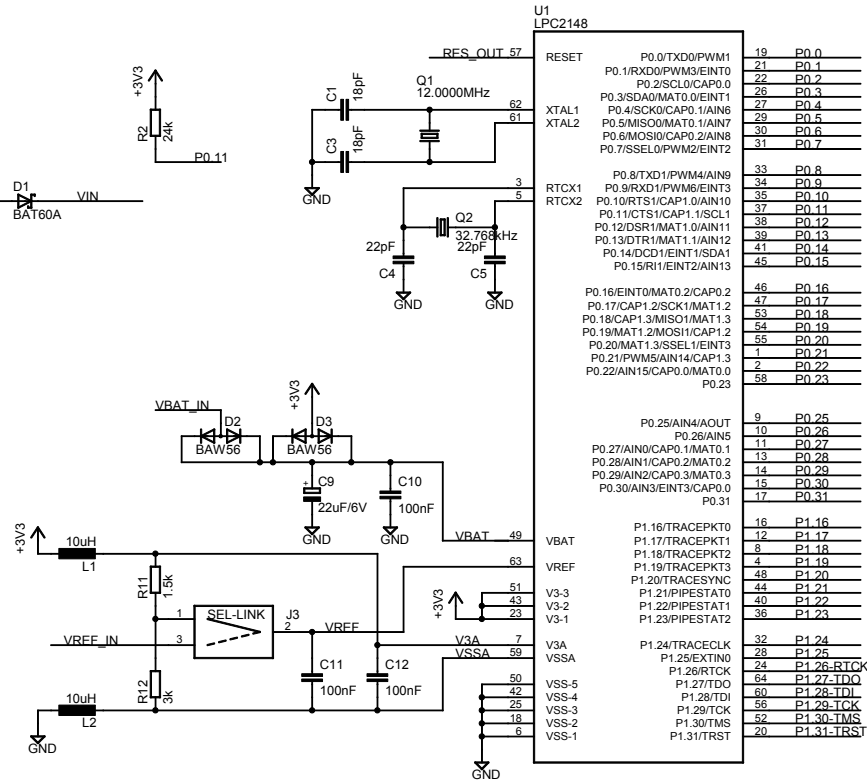 U1
LPC2148
RES_OUT 57 RESET
+3V3
R2
24k
P0.11
D1
BAT60A
VIN
C1
18pF
Q1
12.0000MHz
C3
18pF
GND
62 XTAL1
61 XTAL2
3 RTCX1
5 RTCX2
Q2
32.768kHz
22pF
C4
22pF
C5
GND
GND
VBAT_IN
D2
BAW56
+3V3
D3
BAW56
+
C9
22uF/6V
GND
C10
100nF
GND
VBAT 49 VBAT
63 VREF
+3V3
10uH
L1
R11
1.5k
VREF_IN
1
3
SEL-LINK
J3
2
VREF
R12
3k
10uH
L2
GND
C11
100nF
C12
100nF
+3V3
51 V3-3
43 V3-2
23 V3-1
V3A 7 V3A
VSSA 59 VSSA
50 VSS-5
42 VSS-4
25 VSS-3
18 VSS-2
6 VSS-1
GND
P0.0/TXD0/PWM1 19 P0.0
P0.1/RXD0/PWM3/EINT0 21 P0.1
P0.2/SCL0/CAP0.0 22 P0.2
P0.3/SDA0/MAT0.0/EINT1 26 P0.3
P0.4/SCK0/CAP0.1/AIN6 27 P0.4
P0.5/MISO0/MAT0.1/AIN7 29 P0.5
P0.6/MOSI0/CAP0.2/AIN8 30 P0.6
P0.7/SSEL0/PWM2/EINT2 31 P0.7
P0.8/TXD1/PWM4/AIN9 33 P0.8
P0.9/RXD1/PWM6/EINT3 34 P0.9
P0.10/RTS1/CAP1.0/AIN10 35 P0.10
P0.11/CTS1/CAP1.1/SCL1 37 P0.11
P0.12/DSR1/MAT1.0/AIN11 38 P0.12
P0.13/DTR1/MAT1.1/AIN12 39 P0.13
P0.14/DCD1/EINT1/SDA1 41 P0.14
P0.15/RI1/EINT2/AIN13 45 P0.15
P0.16/EINT0/MAT0.2/CAP0.2 46 P0.16
P0.17/CAP1.2/SCK1/MAT1.2 47 P0.17
P0.18/CAP1.3/MISO1/MAT1.3 53 P0.18
P0.19/MAT1.2/MOSI1/CAP1.2 54 P0.19
P0.20/MAT1.3/SSEL1/EINT3 55 P0.20
P0.21/PWM5/AIN14/CAP1.3 1 P0.21
P0.22/AIN15/CAP0.0/MAT0.0 2 P0.22
P0.23 58 P0.23
P0.25/AIN4/AOUT 9 P0.25
P0.26/AIN5 10 P0.26
P0.27/AIN0/CAP0.1/MAT0.1 11 P0.27
P0.28/AIN1/CAP0.2/MAT0.2 13 P0.28
P0.29/AIN2/CAP0.3/MAT0.3 14 P0.29
P0.30/AIN3/EINT3/CAP0.0 15 P0.30
P0.31 17 P0.31
P1.16/TRACEPKT0 16 P1.16
P1.17/TRACEPKT1 12 P1.17
P1.18/TRACEPKT2 8 P1.18
P1.19/TRACEPKT3 4 P1.19
P1.20/TRACESYNC 48 P1.20
P1.21/PIPESTAT0 44 P1.21
P1.22/PIPESTAT1 40 P1.22
P1.23/PIPESTAT2 36 P1.23
P1.24/TRACECLK 32 P1.24
P1.25/EXTIN0 28 P1.25
P1.26/RTCK 24 P1.26-RTCK
P1.27/TDO 64 P1.27-TDO
P1.28/TDI 60 P1.28-TDI
P1.29/TCK 56 P1.29-TCK
P1.30/TMS 52 P1.30-TMS
P1.31/TRST 20 P1.31-TRST